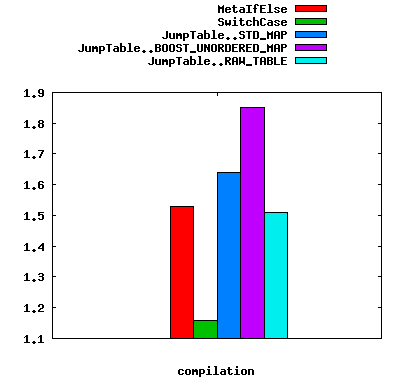 MetaIfElse
SwitchCase
JumpTable..STD_MAP
JumpTable..BOOST_UNORDERED_MAP
JumpTable..RAW_TABLE
1.9
1.8
1.7
1.6
1.5
1.4
1.3
1.2
1.1
compilation